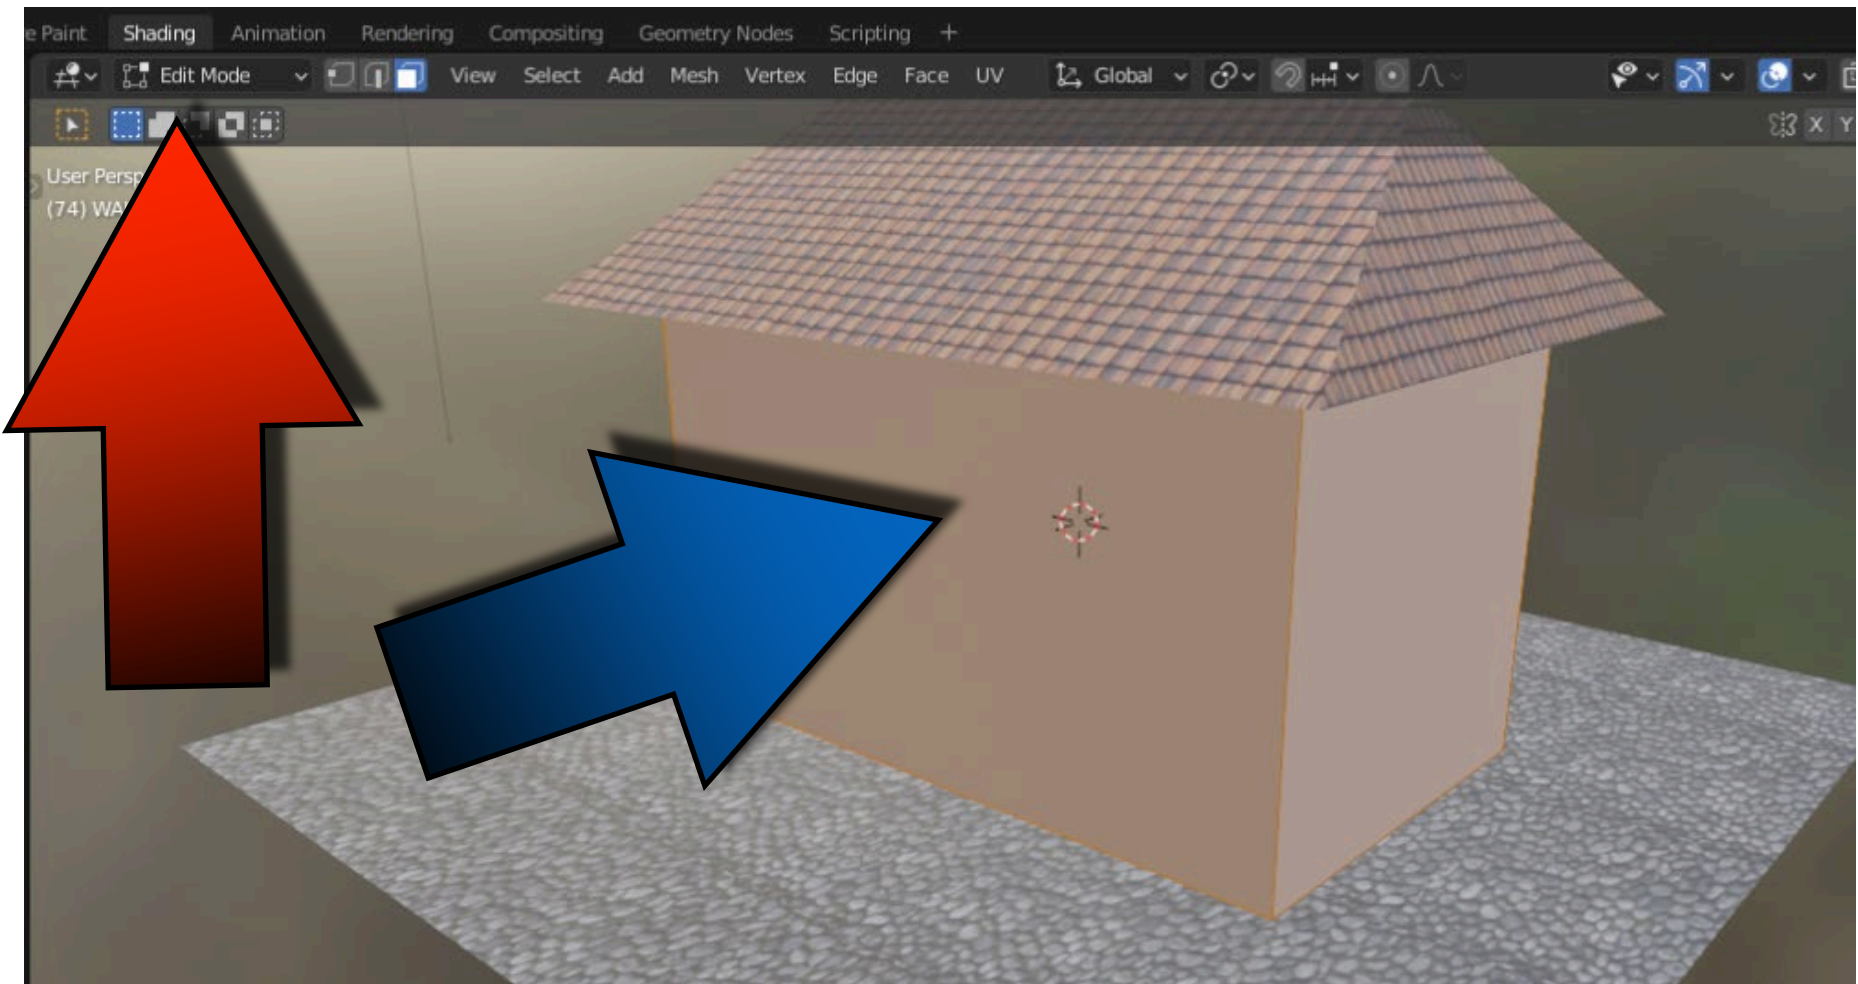 e Paint Shading Animation Rendering Compositing Geometry Nodes Scripting +
Edit Mode View Select Add Mesh Vertex Edge Face UV Global
X Y
User Persp
(74) WA